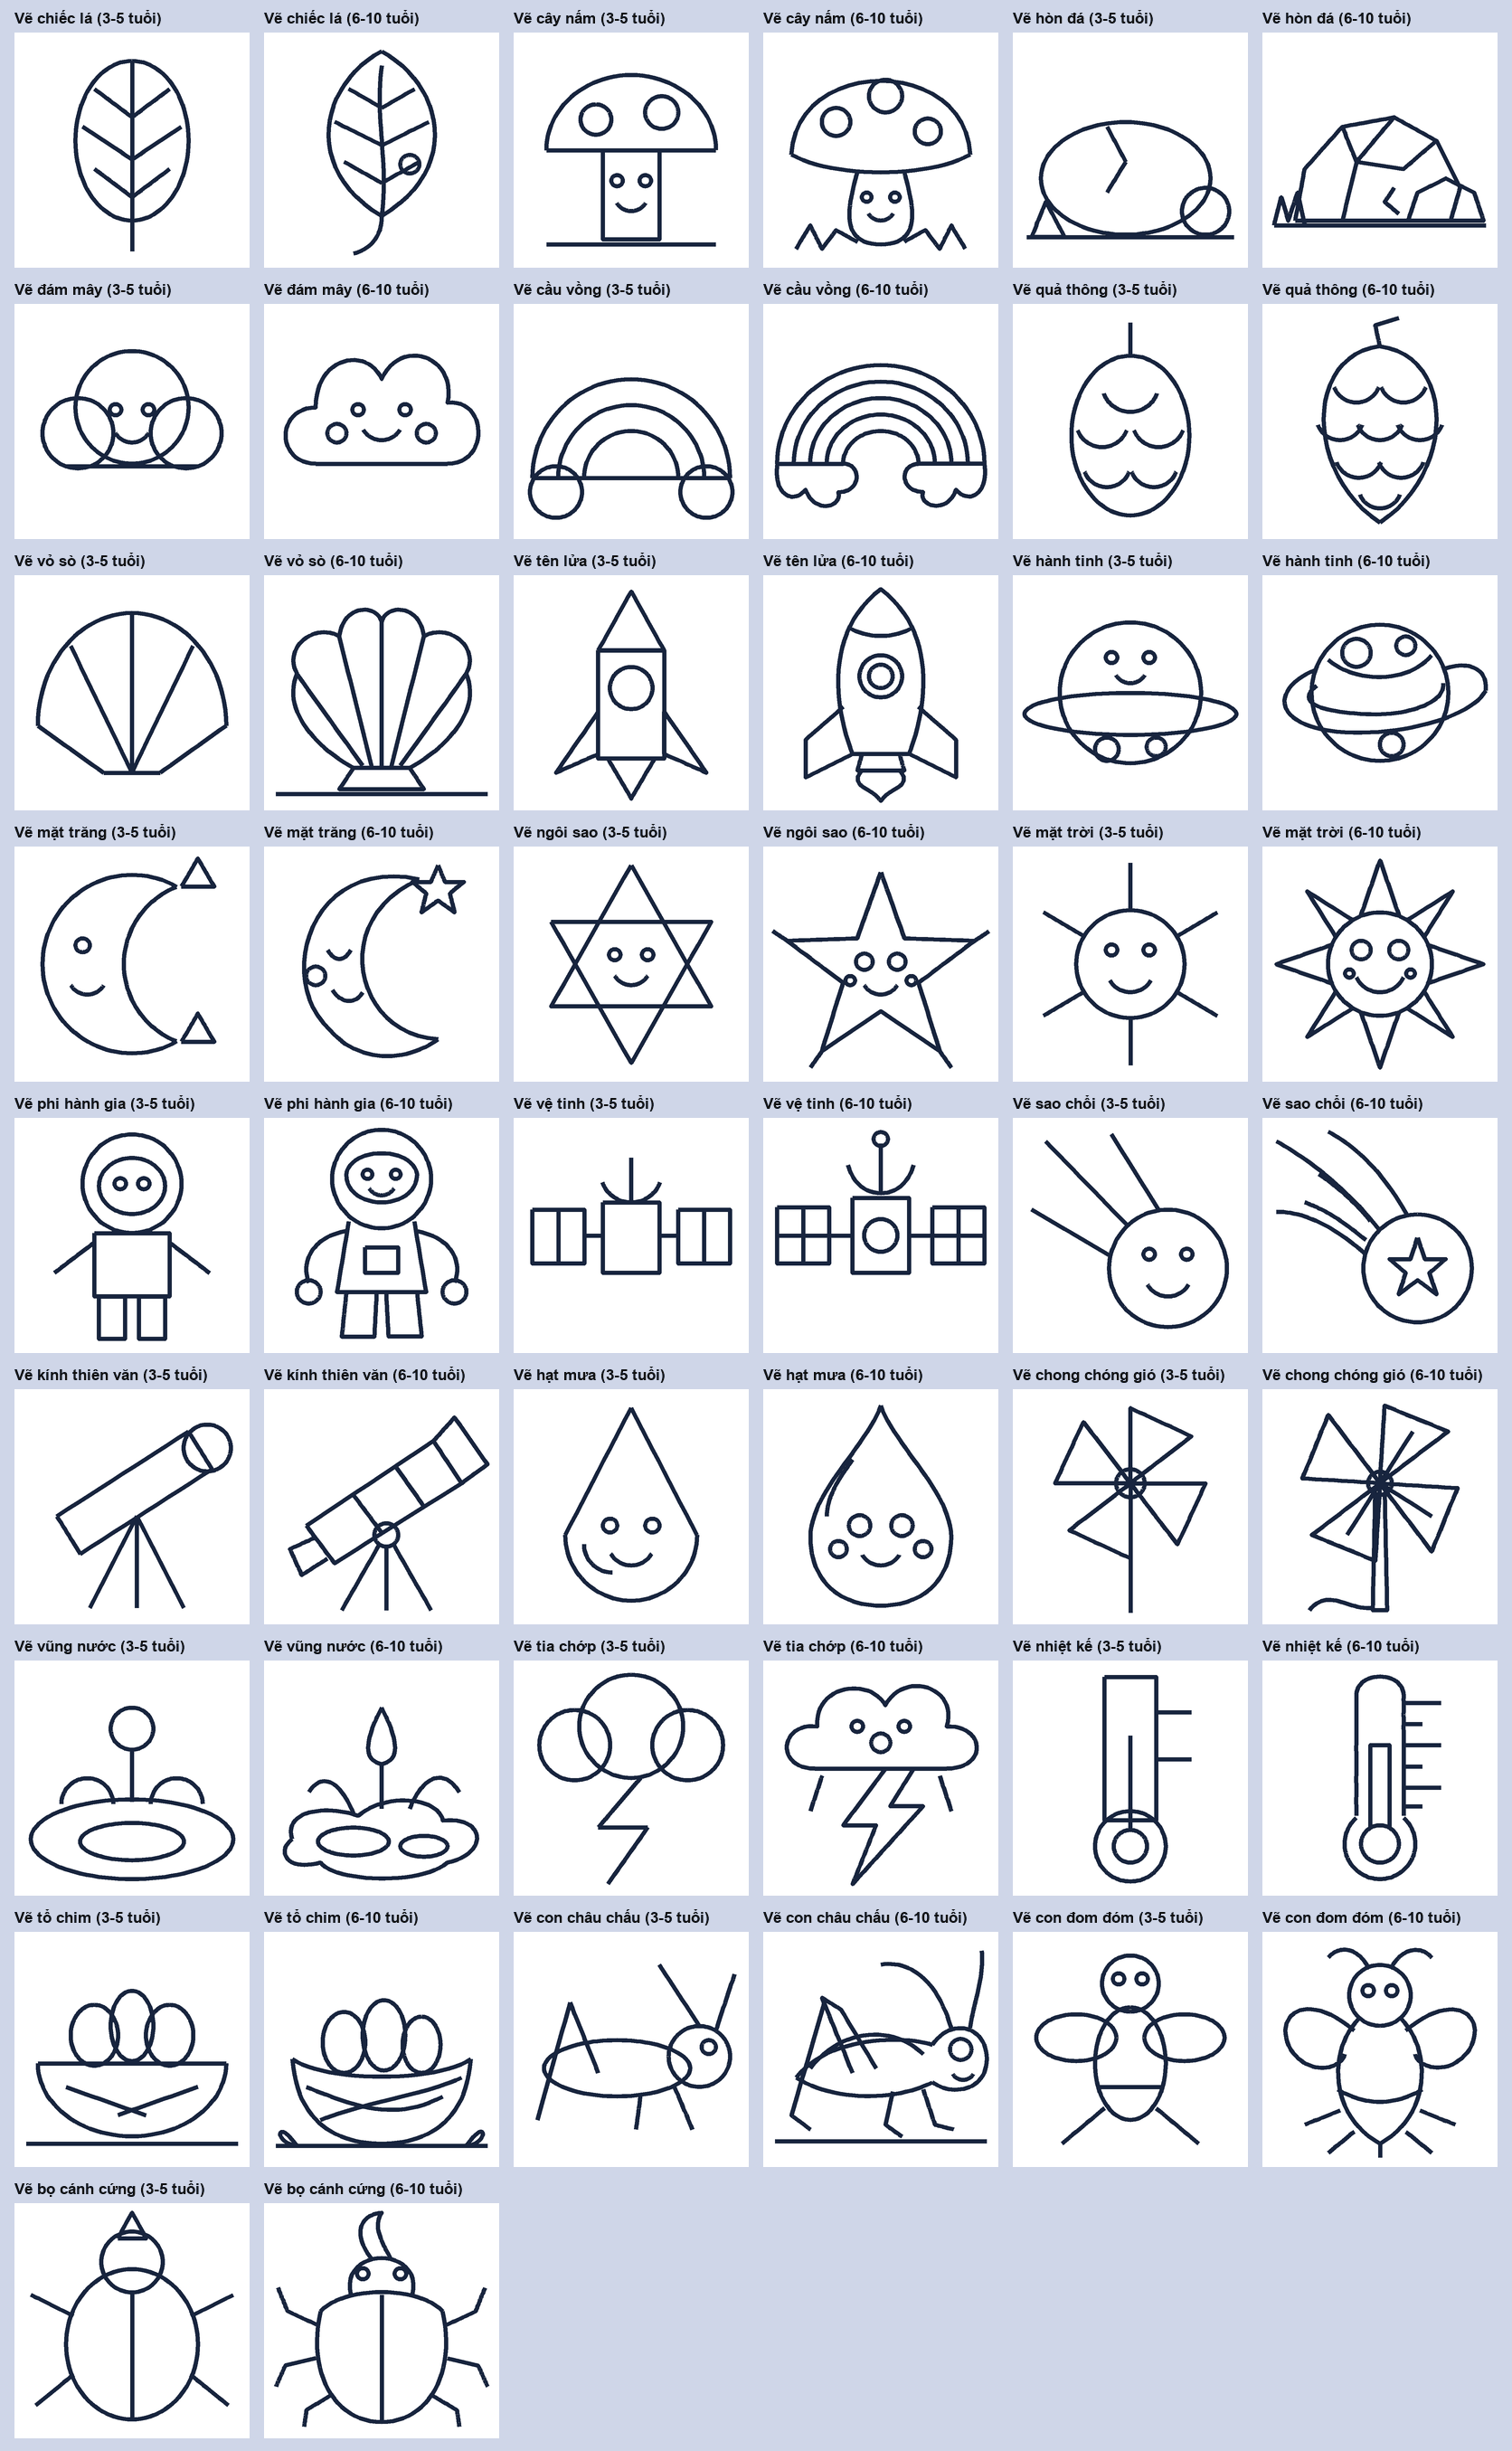 Vẽ chiếc lá (3-5 tuổi)
Vẽ chiếc lá (6-10 tuổi)
Vẽ cây nấm (3-5 tuổi)
Vẽ cây nấm (6-10 tuổi)
Vẽ hòn đá (3-5 tuổi)
Vẽ hòn đá (6-10 tuổi)
Vẽ đám mây (3-5 tuổi)
Vẽ đám mây (6-10 tuổi)
Vẽ cầu vồng (3-5 tuổi)
Vẽ cầu vồng (6-10 tuổi)
Vẽ quả thông (3-5 tuổi)
Vẽ quả thông (6-10 tuổi)
Vẽ vỏ sò (3-5 tuổi)
Vẽ vỏ sò (6-10 tuổi)
Vẽ tên lửa (3-5 tuổi)
Vẽ tên lửa (6-10 tuổi)
Vẽ hành tinh (3-5 tuổi)
Vẽ hành tinh (6-10 tuổi)
Vẽ mặt trăng (3-5 tuổi)
Vẽ mặt trăng (6-10 tuổi)
Vẽ ngôi sao (3-5 tuổi)
Vẽ ngôi sao (6-10 tuổi)
Vẽ mặt trời (3-5 tuổi)
Vẽ mặt trời (6-10 tuổi)
Vẽ phi hành gia (3-5 tuổi)
Vẽ phi hành gia (6-10 tuổi)
Vẽ vệ tinh (3-5 tuổi)
Vẽ vệ tinh (6-10 tuổi)
Vẽ sao chổi (3-5 tuổi)
Vẽ sao chổi (6-10 tuổi)
Vẽ kính thiên văn (3-5 tuổi)
Vẽ kính thiên văn (6-10 tuổi)
Vẽ hạt mưa (3-5 tuổi)
Vẽ hạt mưa (6-10 tuổi)
Vẽ chong chóng gió (3-5 tuổi)
Vẽ chong chóng gió (6-10 tuổi)
Vẽ vũng nước (3-5 tuổi)
Vẽ vũng nước (6-10 tuổi)
Vẽ tia chớp (3-5 tuổi)
Vẽ tia chớp (6-10 tuổi)
Vẽ nhiệt kế (3-5 tuổi)
Vẽ nhiệt kế (6-10 tuổi)
Vẽ tổ chim (3-5 tuổi)
Vẽ tổ chim (6-10 tuổi)
Vẽ con châu chấu (3-5 tuổi)
Vẽ con châu chấu (6-10 tuổi)
Vẽ con đom đóm (3-5 tuổi)
Vẽ con đom đóm (6-10 tuổi)
Vẽ bọ cánh cứng (3-5 tuổi)
Vẽ bọ cánh cứng (6-10 tuổi)